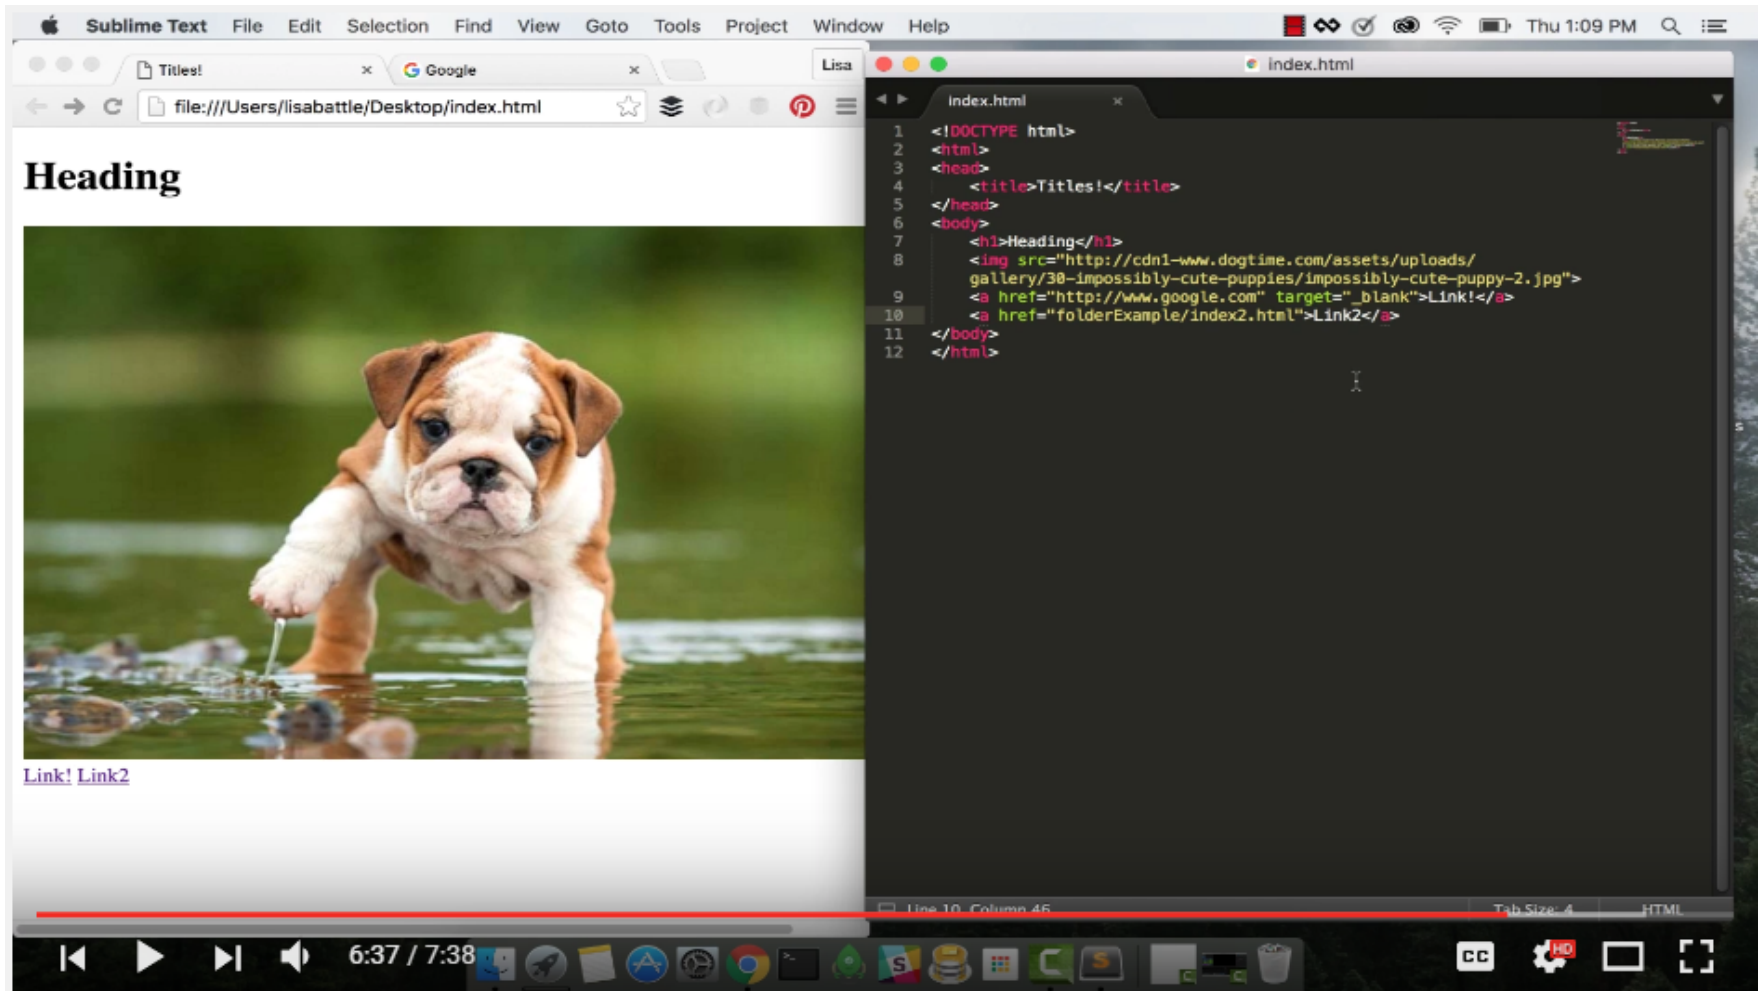 Sublime Text File Edit Selection Find View Goto Tools Project Window Help Thu 1:09 PM
Titles! × Google × Lisa
file:///Users/lisabattle/Desktop/index.html
Heading
Link! Link2
index.html
index.html ×
1 <!DOCTYPE html>
2 <html>
3 <head>
4 <title>Titles!</title>
5 </head>
6 <body>
7 <h1>Heading</h1>
8 <img src="http://cdn1-www.dogtime.com/assets/uploads/
gallery/30-impossibly-cute-puppies/impossibly-cute-puppy-2.jpg">
9 <a href="http://www.google.com" target="_blank">Link!</a>
10 <a href="folderExample/index2.html">Link2</a>
11 </body>
12 </html>
s
Line 10, Column 46 Tab Size: 4 HTML
6:37 / 7:38 S S C C CC HD